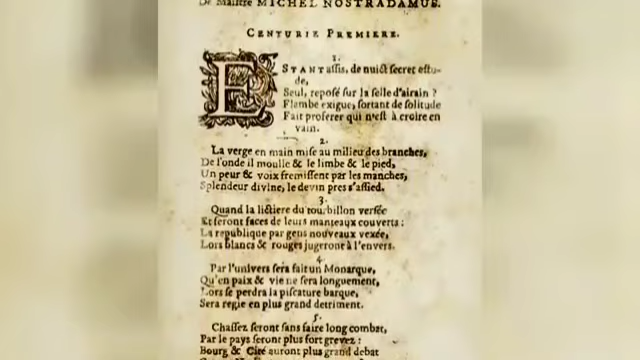 De Maistre MICHEL NOSTRADAMUS.
CENTURIE PREMIERE.
1.
ESTANT assis, de nuict secret estu-
de,
Seul, reposé sur la selle d'airain ?
Flambe exigue, sortant de solitude
Fait proferer qui n'est à croire en
vain.
2.
La verge en main mise au milieu des branches,
De l'onde il moulle & le limbe & le pied,
Un peur & voix fremissent par les manches,
Splendeur divine, le devin pres s'assied.
3.
Quand la lictiere du tourbillon versée
Et seront faces de leurs manteaux couverts :
La republique par gens nouveaux vexée,
Lors blancs & rouges jugeront à l'envers.
4.
Par l'univers sera fait un Monarque,
Qu'en paix & vie ne sera longuement,
Lors se perdra la piscature barque,
Sera regie en plus grand detriment.
5.
Chassez seront sans faire long combat,
Par le pays seront plus fort grevez :
Bourg & Cité auront plus grand debat